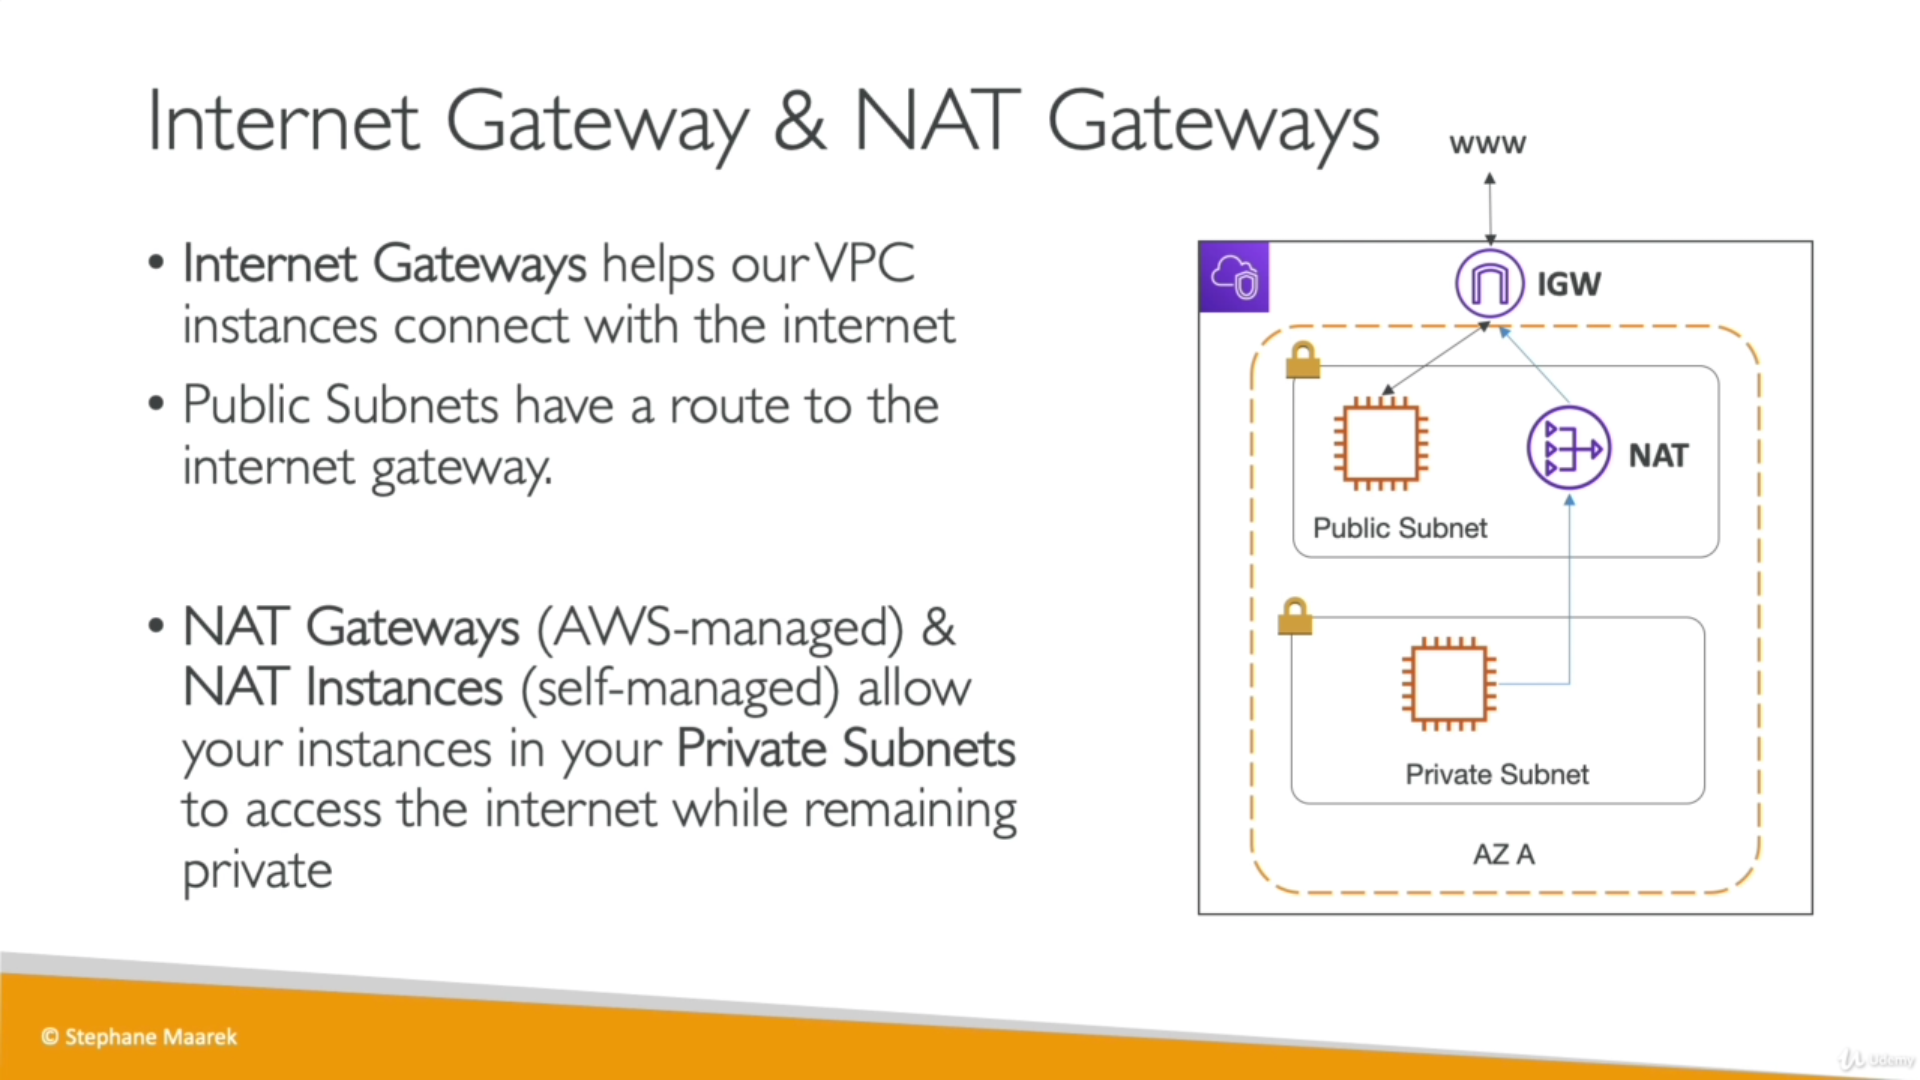 Internet Gateway & NAT Gateways
• Internet Gateways helps our VPC
instances connect with the internet
• Public Subnets have a route to the
internet gateway.
• NAT Gateways (AWS-managed) &
NAT Instances (self-managed) allow
your instances in your Private Subnets
to access the internet while remaining
private
www
IGW
NAT
Public Subnet
Private Subnet
AZ A
© Stephane Maarek
Udemy